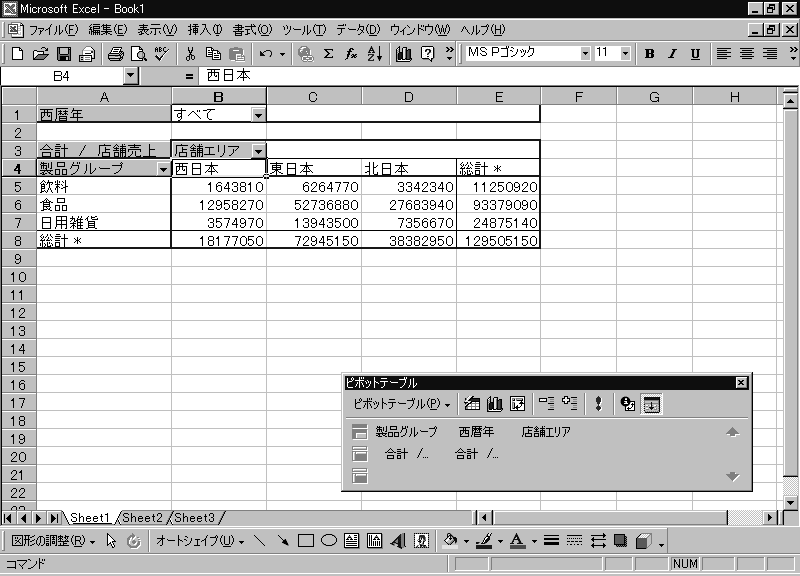 Microsoft Excel - Book1
ファイル(F) 編集(E) 表示(V) 挿入(I) 書式(O) ツール(T) データ(D) ウィンドウ(W) ヘルプ(H)
MS Pゴシック 11 B I U
B4 = 西日本
A B C D E F G H
1 西暦年 すべて
2
3 合計 / 店舗売上 店舗エリア
4 製品グループ 西日本 東日本 北日本 総計 *
5 飲料 1643810 6264770 3342340 11250920
6 食品 12958270 52736880 27683940 93379090
7 日用雑貨 3574970 13943500 7356670 24875140
8 総計 * 18177050 72945150 38382950 129505150
9
10
11
12
13
14
15
16
17
18
19
20
21
22
ピボットテーブル
ピボットテーブル(P)
製品グループ 西暦年 店舗エリア
合計 /... 合計 /...
Sheet1 Sheet2 Sheet3
図形の調整(R) オートシェイプ(U)
コマンド NUM